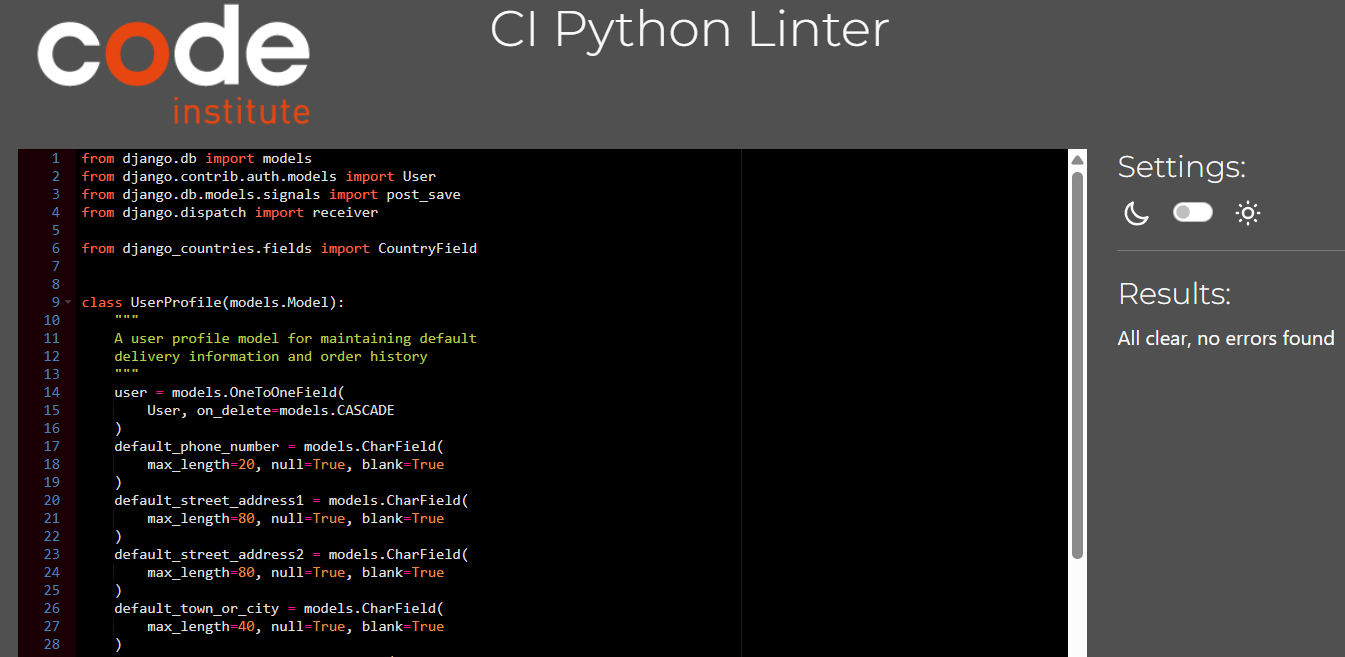 code
institute
CI Python Linter
1 from django.db import models
2 from django.contrib.auth.models import User
3 from django.db.models.signals import post_save
4 from django.dispatch import receiver
5
6 from django_countries.fields import CountryField
7
8
9 class UserProfile(models.Model):
10     """
11     A user profile model for maintaining default
12     delivery information and order history
13     """
14     user = models.OneToOneField(
15         User, on_delete=models.CASCADE
16     )
17     default_phone_number = models.CharField(
18         max_length=20, null=True, blank=True
19     )
20     default_street_address1 = models.CharField(
21         max_length=80, null=True, blank=True
22     )
23     default_street_address2 = models.CharField(
24         max_length=80, null=True, blank=True
25     )
26     default_town_or_city = models.CharField(
27         max_length=40, null=True, blank=True
28     )
Settings:
Results:
All clear, no errors found